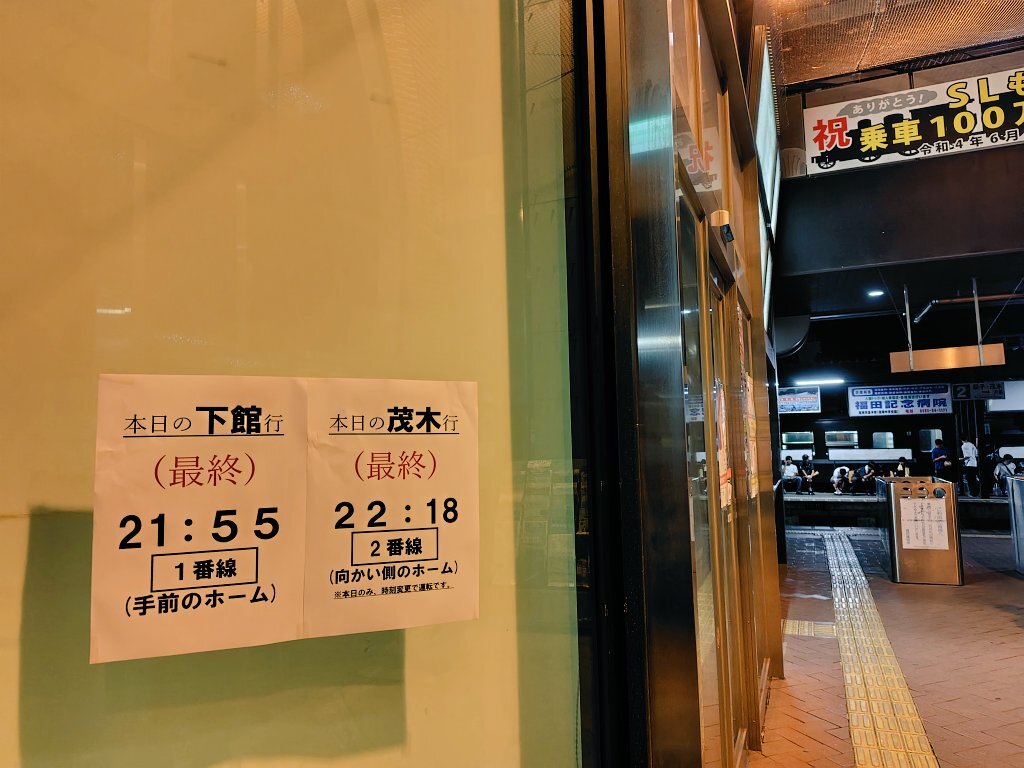 本日の下館行
(最終)
21:55
1番線
(手前のホーム)
本日の茂木行
(最終)
22:18
2番線
(向かい側のホーム)
※本日のみ、時刻変更で運転です。
ありがとう!
SLも
祝 乗車100万
令和4年6月
福田記念病院
2